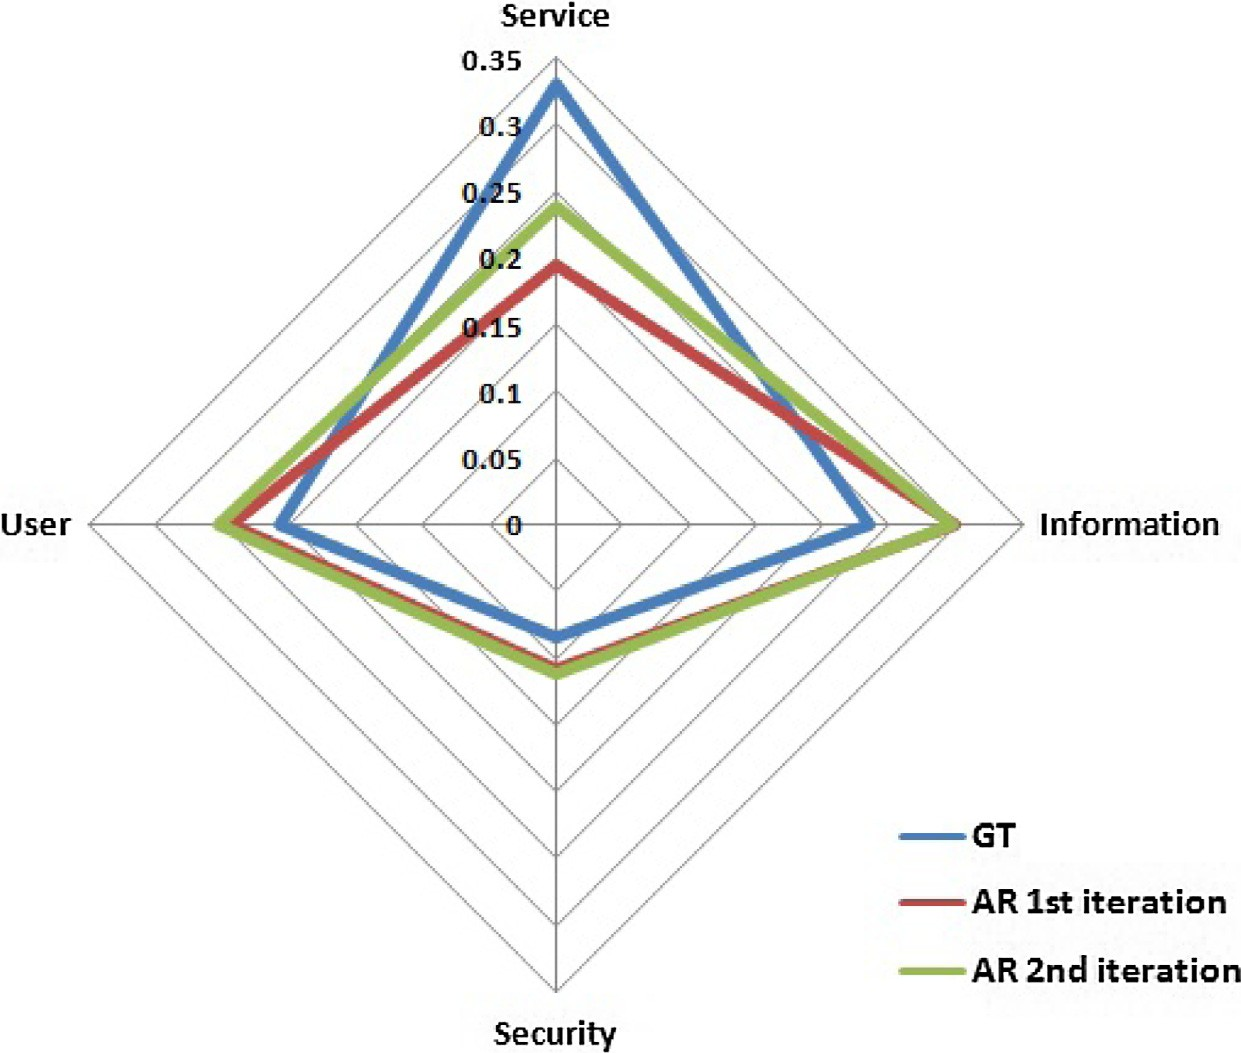 Service
0.35
0.3
0.25
0.2
0.15
0.1
0.05
0
User
Information
Security
GT
AR 1st iteration
AR 2nd iteration